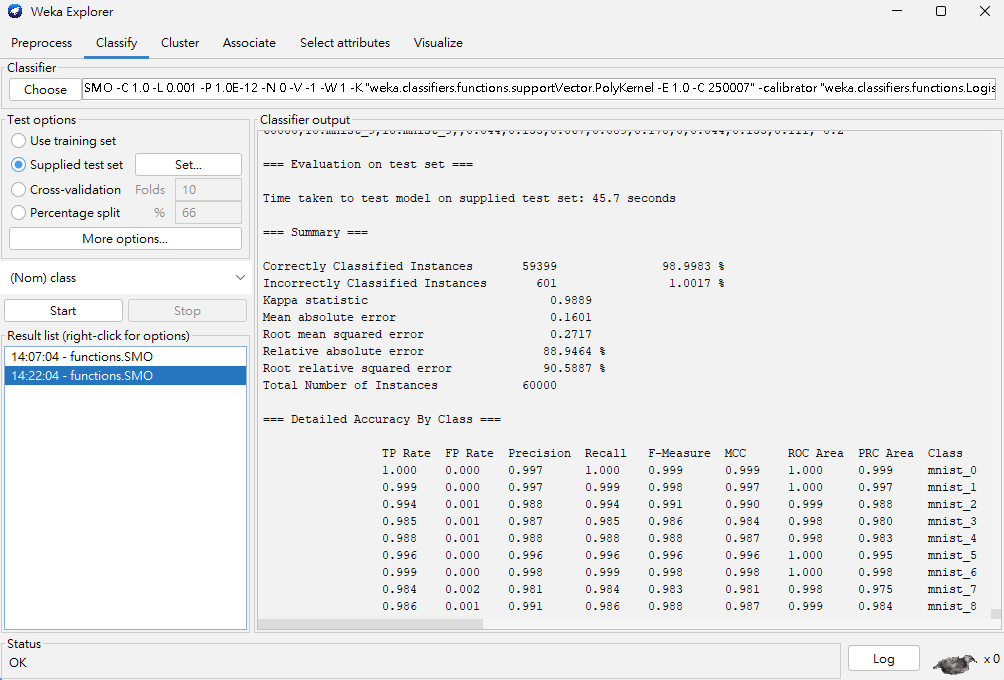 Weka Explorer
Preprocess Classify Cluster Associate Select attributes Visualize
Classifier
Choose SMO -C 1.0 -L 0.001 -P 1.0E-12 -N 0 -V -1 -W 1 -K "weka.classifiers.functions.supportVector.PolyKernel -E 1.0 -C 250007" -calibrator "weka.classifiers.functions.Logis
Test options
Use training set
Supplied test set Set...
Cross-validation Folds 10
Percentage split % 66
More options...
(Nom) class
Start Stop
Result list (right-click for options)
14:07:04 - functions.SMO
14:22:04 - functions.SMO
Classifier output
=== Evaluation on test set ===
Time taken to test model on supplied test set: 45.7 seconds
=== Summary ===
Correctly Classified Instances 59399 98.9983 %
Incorrectly Classified Instances 601 1.0017 %
Kappa statistic 0.9889
Mean absolute error 0.1601
Root mean squared error 0.2717
Relative absolute error 88.9464 %
Root relative squared error 90.5887 %
Total Number of Instances 60000
=== Detailed Accuracy By Class ===
TP Rate FP Rate Precision Recall F-Measure MCC ROC Area PRC Area Class
1.000 0.000 0.997 1.000 0.999 0.999 1.000 0.999 mnist_0
0.999 0.000 0.997 0.999 0.998 0.997 1.000 0.997 mnist_1
0.994 0.001 0.988 0.994 0.991 0.990 0.999 0.988 mnist_2
0.985 0.001 0.987 0.985 0.986 0.984 0.998 0.980 mnist_3
0.988 0.001 0.988 0.988 0.988 0.987 0.998 0.983 mnist_4
0.996 0.000 0.996 0.996 0.996 0.996 1.000 0.995 mnist_5
0.999 0.000 0.998 0.999 0.998 0.998 1.000 0.998 mnist_6
0.984 0.002 0.981 0.984 0.983 0.981 0.998 0.975 mnist_7
0.986 0.001 0.991 0.986 0.988 0.987 0.999 0.984 mnist_8
Status
OK
Log x 0